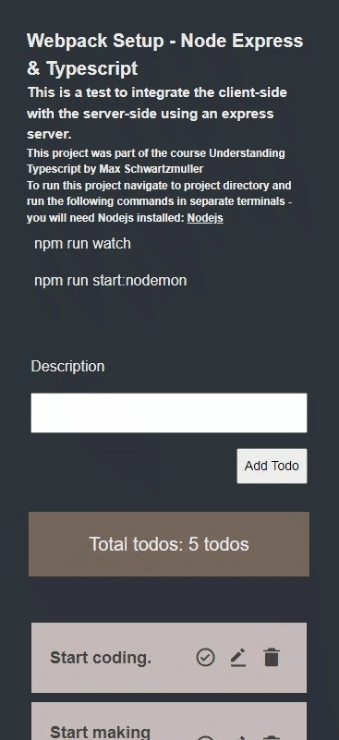 Webpack Setup - Node Express
& Typescript
This is a test to integrate the client-side
with the server-side using an express
server.
This project was part of the course Understanding
Typescript by Max Schwartzmuller
To run this project navigate to project directory and
run the following commands in separate terminals -
you will need Nodejs installed: Nodejs
npm run watch
npm run start:nodemon
Description
Add Todo
Total todos: 5 todos
Start coding.
Start making